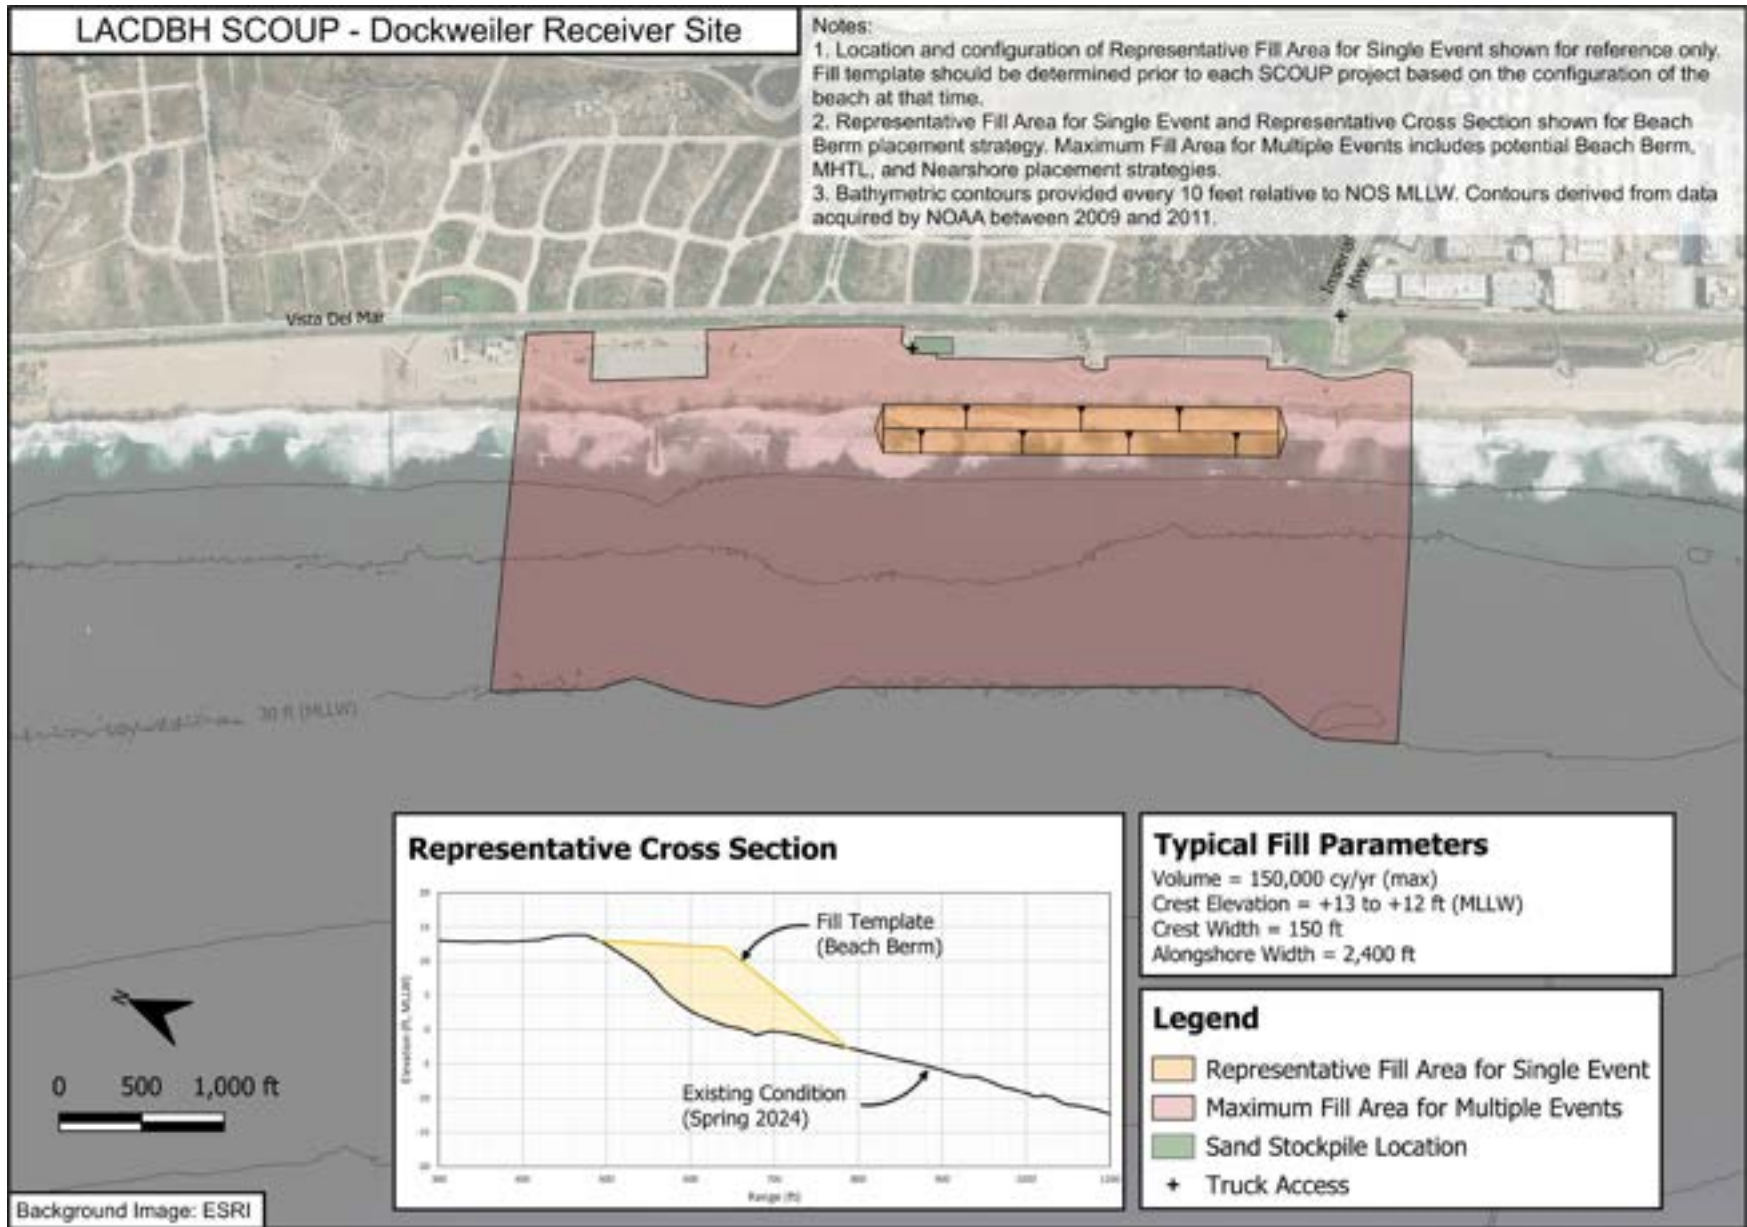 LACDBH SCOUP - Dockweiler Receiver Site
Notes:
1. Location and configuration of Representative Fill Area for Single Event shown for reference only.
Fill template should be determined prior to each SCOUP project based on the configuration of the
beach at that time.
2. Representative Fill Area for Single Event and Representative Cross Section shown for Beach
Berm placement strategy. Maximum Fill Area for Multiple Events includes potential Beach Berm,
MHTL, and Nearshore placement strategies.
3. Bathymetric contours provided every 10 feet relative to NOS MLLW. Contours derived from data
acquired by NOAA between 2009 and 2011.
Imperial
Hwy
Vista Del Mar
30 ft (MLLW)
N
0 500 1,000 ft
Representative Cross Section
Fill Template
(Beach Berm)
Existing Condition
(Spring 2024)
Elevation (ft, MLLW)
Range (ft)
Typical Fill Parameters
Volume = 150,000 cy/yr (max)
Crest Elevation = +13 to +12 ft (MLLW)
Crest Width = 150 ft
Alongshore Width = 2,400 ft
Legend
Representative Fill Area for Single Event
Maximum Fill Area for Multiple Events
Sand Stockpile Location
Truck Access
Background Image: ESRI